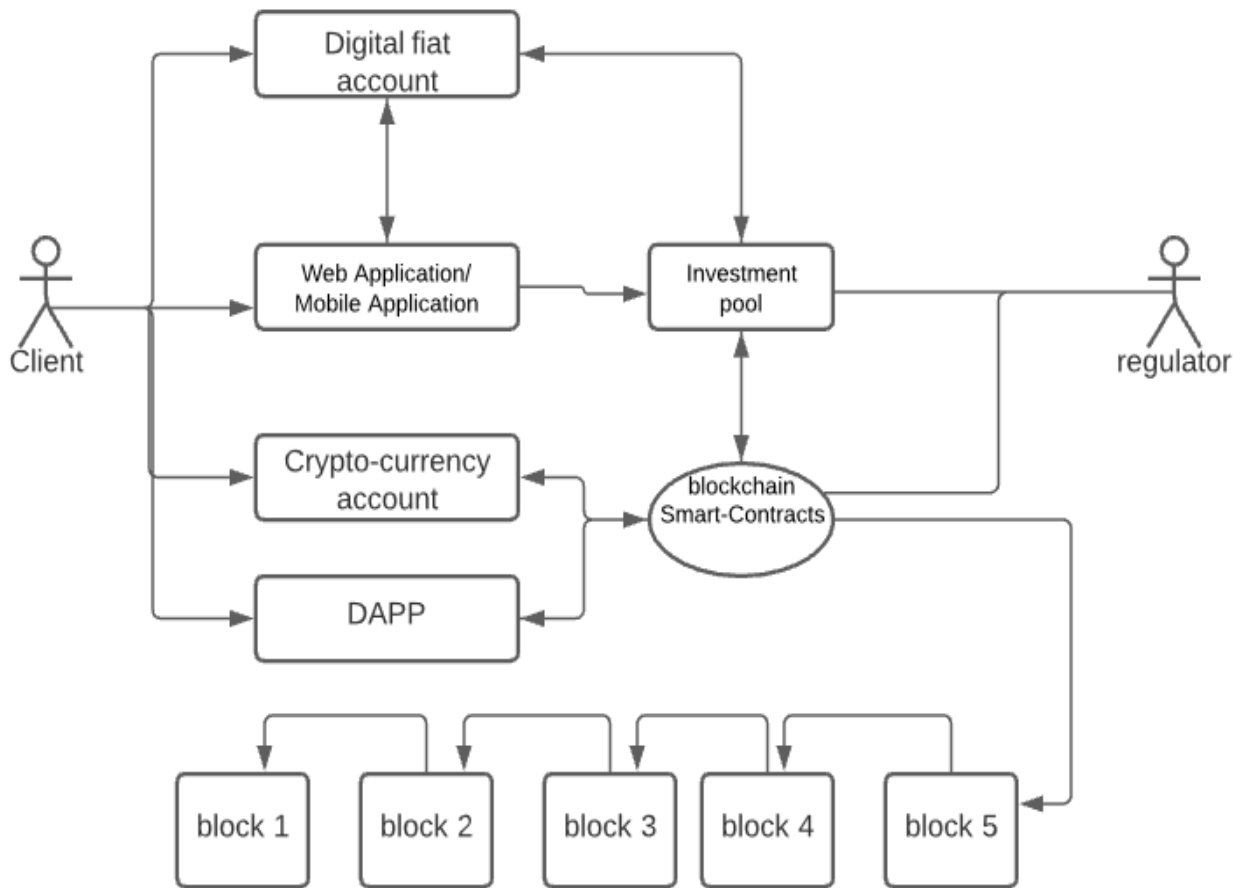 Digital fiat
account
Web Application/
Mobile Application
Investment
pool
Client
regulator
Crypto-currency
account
blockchain
Smart-Contracts
DAPP
block 1
block 2
block 3
block 4
block 5